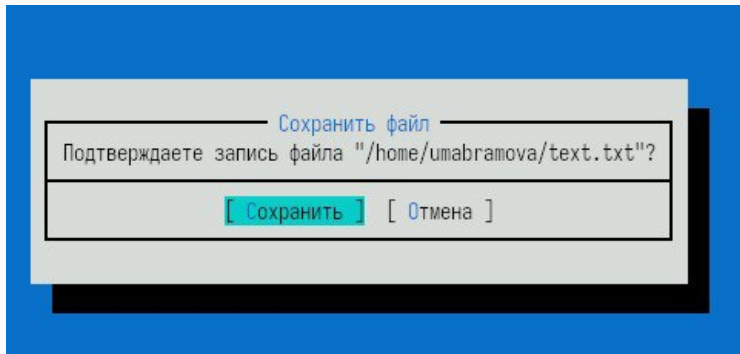 Сохранить файл
Подтверждаете запись файла "/home/umabramova/text.txt"?
[ Сохранить ] [ Отмена ]